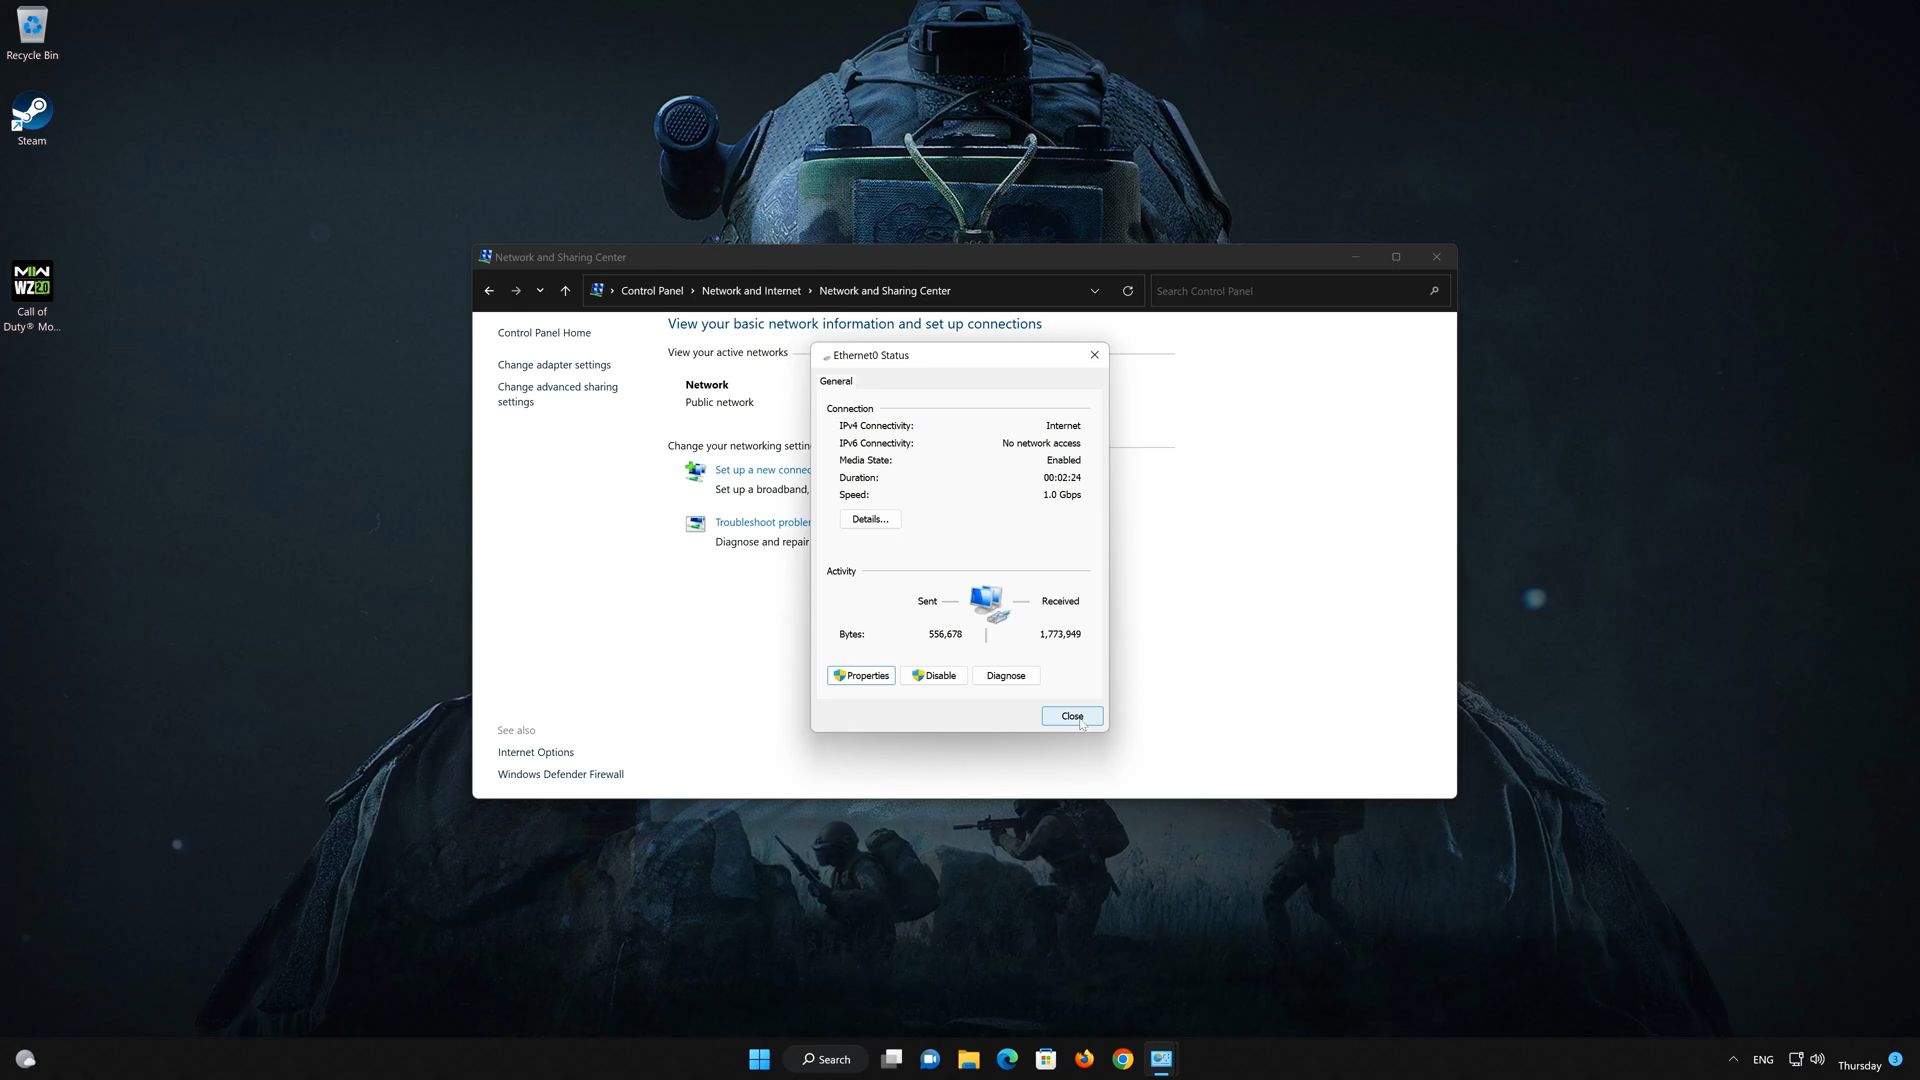 Recycle Bin
Steam
MW
WZ 2.0
Call of
Duty® Mo...
Network and Sharing Center
Control Panel
Network and Internet
Network and Sharing Center
Search Control Panel
Control Panel Home
Change adapter settings
Change advanced sharing
settings
See also
Internet Options
Windows Defender Firewall
View your basic network information and set up connections
View your active networks
Network
Public network
Change your networking settin
Set up a new connec
Set up a broadband,
Troubleshoot probler
Diagnose and repair
Ethernet0 Status
General
Connection
IPv4 Connectivity: Internet
IPv6 Connectivity: No network access
Media State: Enabled
Duration: 00:02:24
Speed: 1.0 Gbps
Details...
Activity
Sent Received
Bytes: 556,678 1,773,949
Properties Disable Diagnose
Close
Search
ENG
Thursday
3